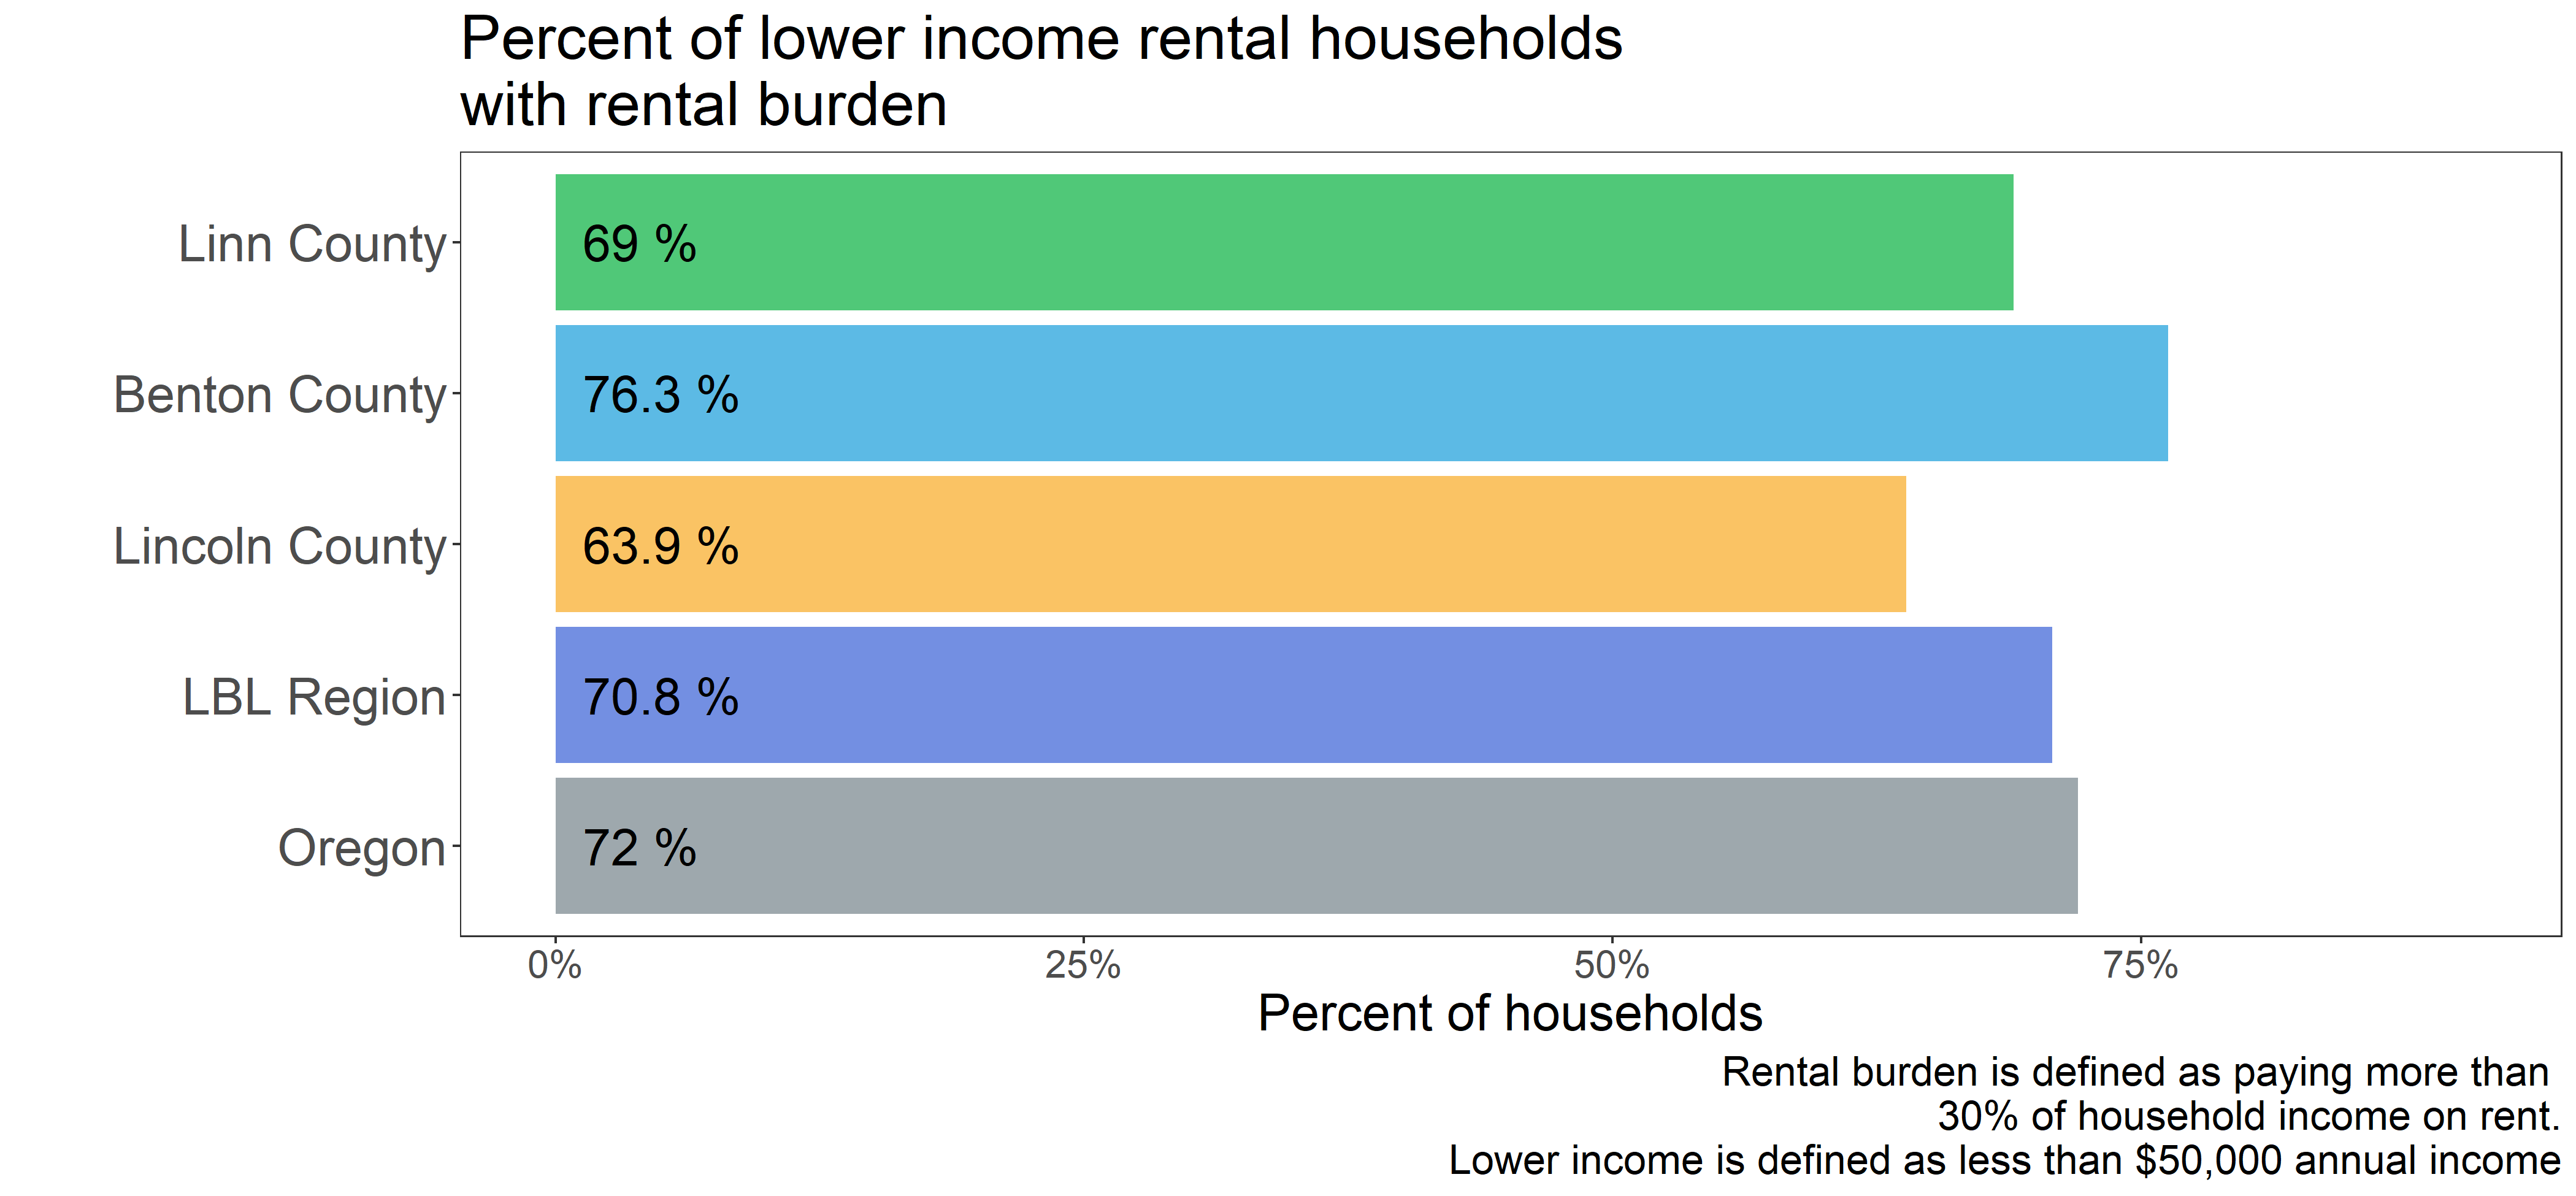 Percent of lower income rental households
with rental burden
Linn County
69 %
Benton County
76.3 %
Lincoln County
63.9 %
LBL Region
70.8 %
Oregon
72 %
0% 25% 50% 75%
Percent of households
Rental burden is defined as paying more than
30% of household income on rent.
Lower income is defined as less than $50,000 annual income